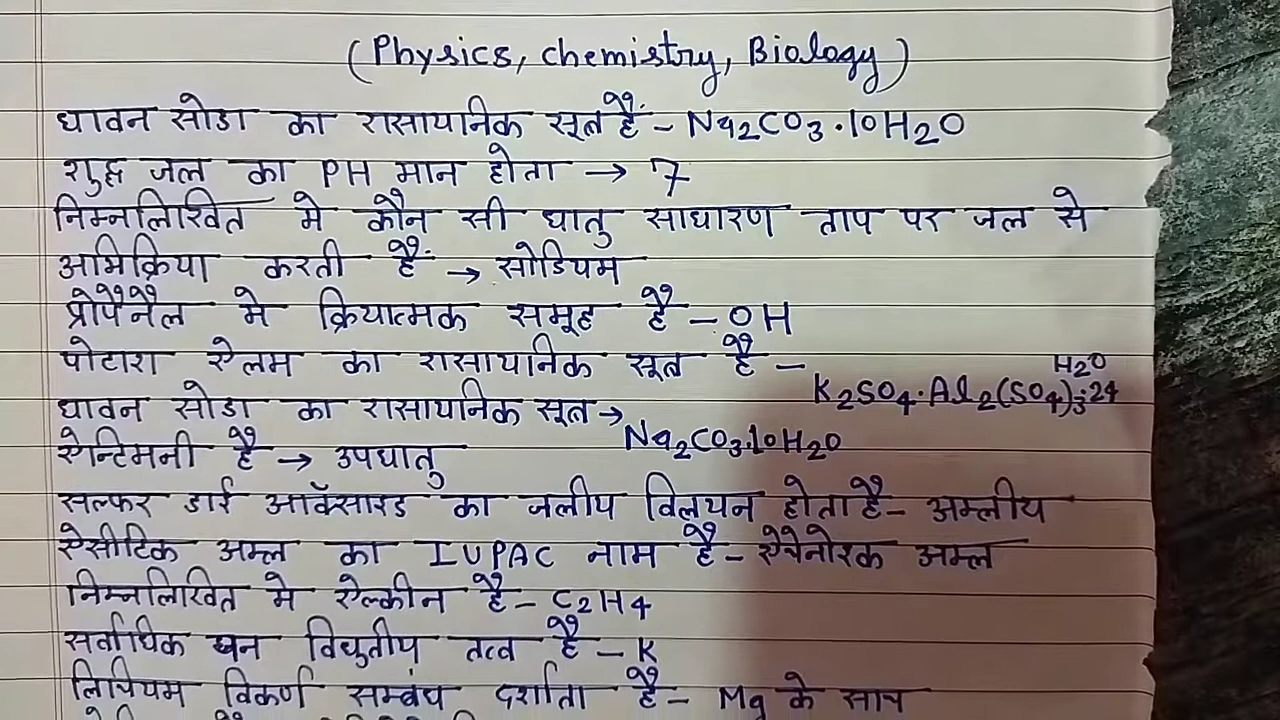 (Physics, chemistry, Biology)
धावन सोडा का रासायनिक सूत्र हैं - Na2CO3.10H2O
शुद्ध जल का PH मान होता → 7
निम्नलिखित मे कौन सी धातु साधारण ताप पर जल से
अभिक्रिया करती हैं → सोडियम
प्रोपेनैल मे क्रियात्मक समूह है - OH
पोटाश ऐलम का रासायनिक सूत्र है -
K2SO4.Al2(SO4)3.24 H2O
धावन सोडा का रासायनिक सूत्र →
Na2CO3.10H2O
ऐन्टिमनी है → उपधातु
सल्फर डाई ऑक्साइड का जलीय विलयन होता है - अम्लीय
ऐसीटिक अम्ल का IUPAC नाम है - ऐथेनोइक अम्ल
निम्नलिखित मे ऐल्कीन है - C2H4
सर्वाधिक धन विधुतीय तत्व है - K
लिथियम विकर्ण सम्बंध दर्शाता है - Mg के साथ